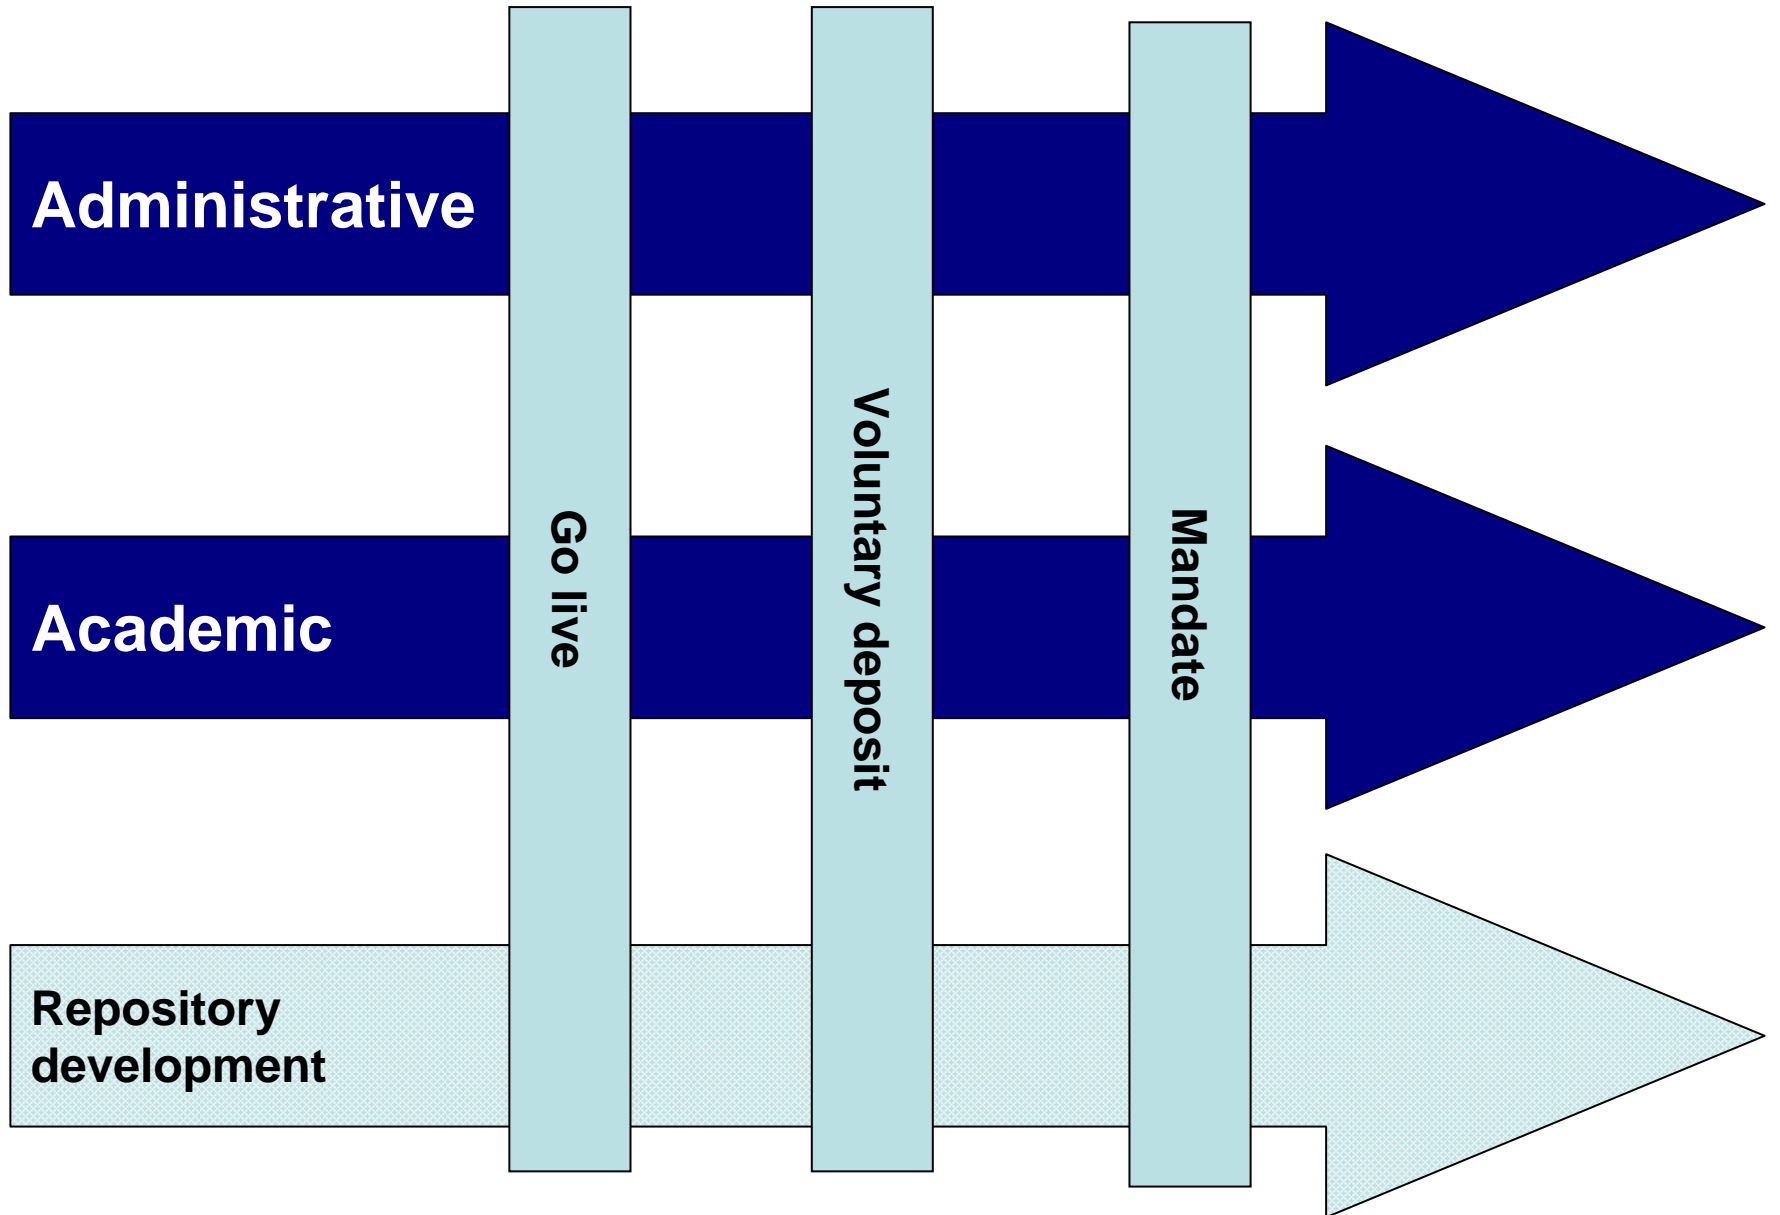 Administrative
Go live
Voluntary deposit
Mandate
Academic
Repository
development